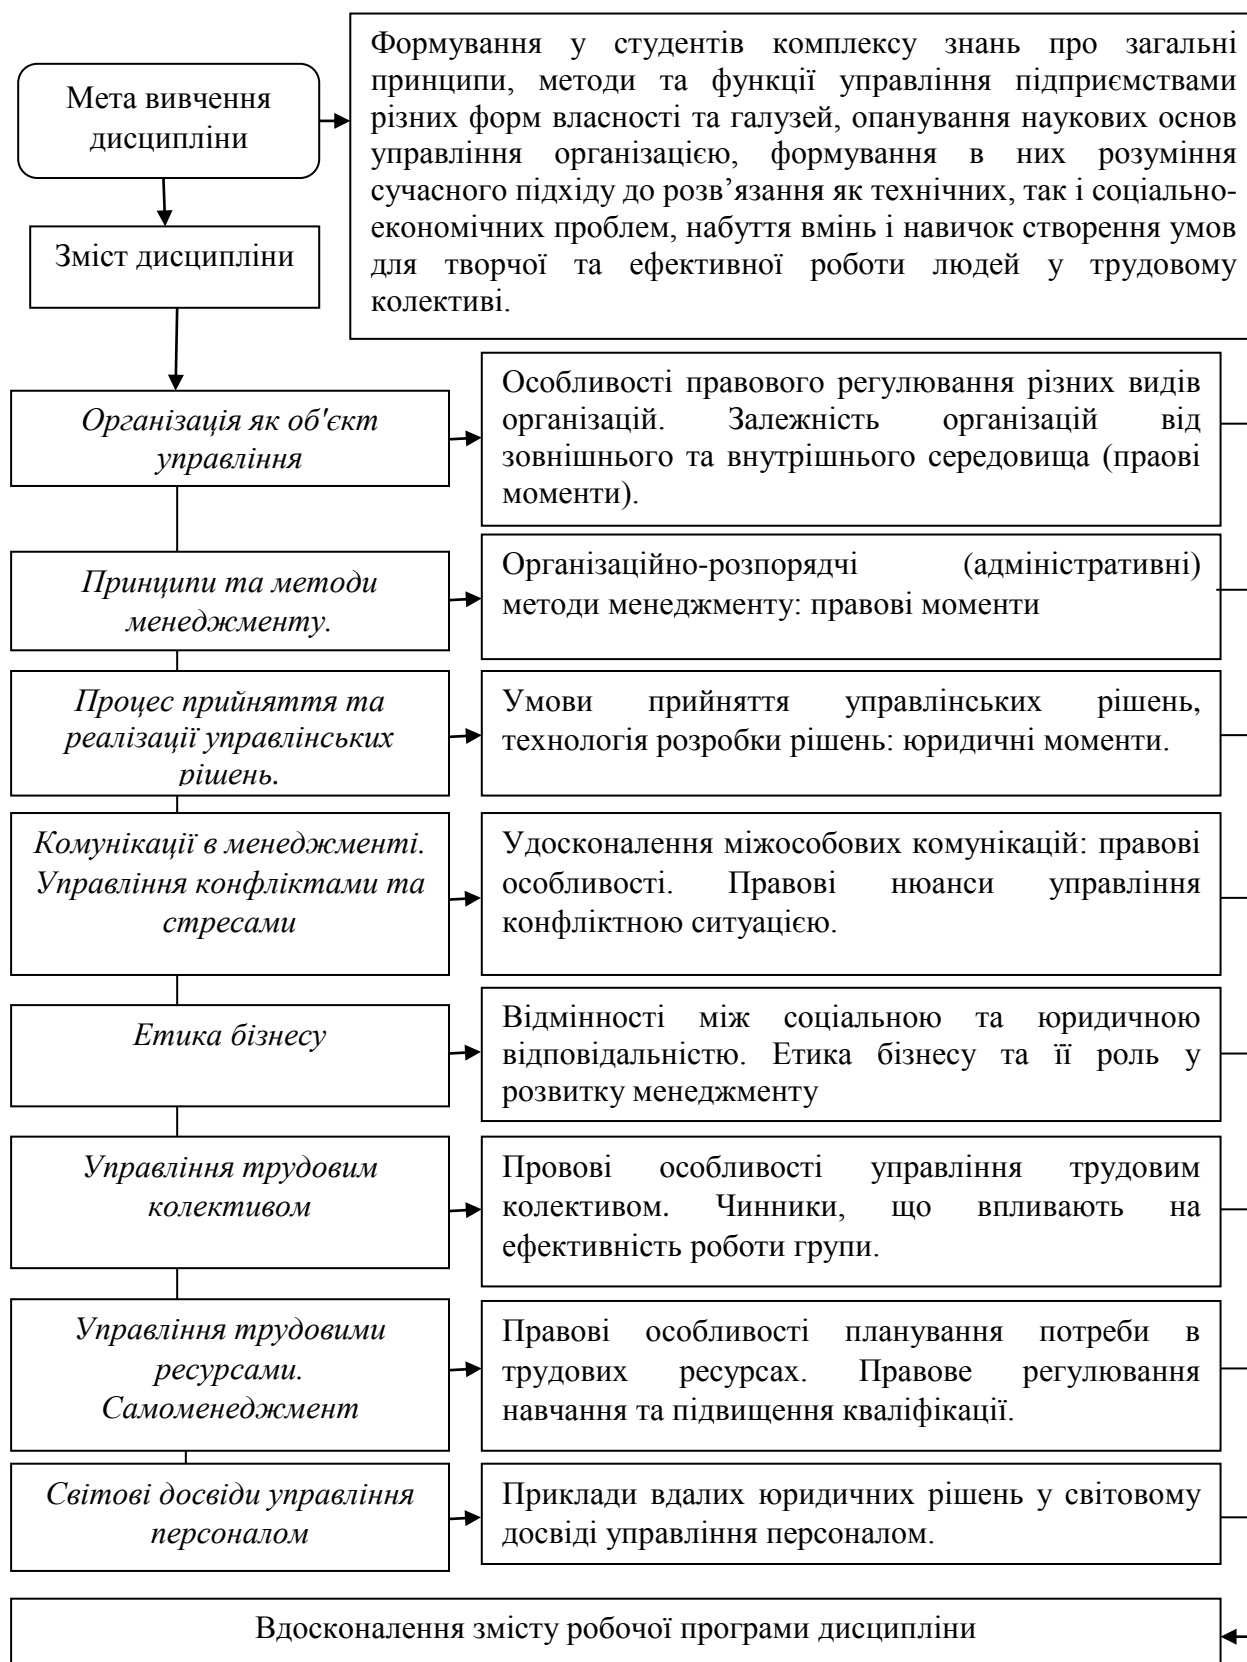 Мета вивчення
дисципліни
Формування у студентів комплексу знань про загальні
принципи, методи та функції управління підприємствами
різних форм власності та галузей, опанування наукових основ
управління організацією, формування в них розуміння
сучасного підхіду до розв’язання як технічних, так і соціально-
економічних проблем, набуття вмінь і навичок створення умов
для творчої та ефективної роботи людей у трудовому
колективі.
Зміст дисципліни
Організація як об'єкт
управління
Особливості правового регулювання різних видів
організацій. Залежність організацій від
зовнішнього та внутрішнього середовища (праові
моменти).
Принципи та методи
менеджменту.
Організаційно-розпорядчі (адміністративні)
методи менеджменту: правові моменти
Процес прийняття та
реалізації управлінських
рішень.
Умови прийняття управлінських рішень,
технологія розробки рішень: юридичні моменти.
Комунікації в менеджменті.
Управління конфліктами та
стресами
Удосконалення міжособових комунікацій: правові
особливості. Правові нюанси управління
конфліктною ситуацією.
Етика бізнесу
Відмінності між соціальною та юридичною
відповідальністю. Етика бізнесу та її роль у
розвитку менеджменту
Управління трудовим
колективом
Провові особливості управління трудовим
колективом. Чинники, що впливають на
ефективність роботи групи.
Управління трудовими
ресурсами.
Самоменеджмент
Правові особливості планування потреби в
трудових ресурсах. Правове регулювання
навчання та підвищення кваліфікації.
Світові досвіди управління
персоналом
Приклади вдалих юридичних рішень у світовому
досвіді управління персоналом.
Вдосконалення змісту робочої програми дисципліни